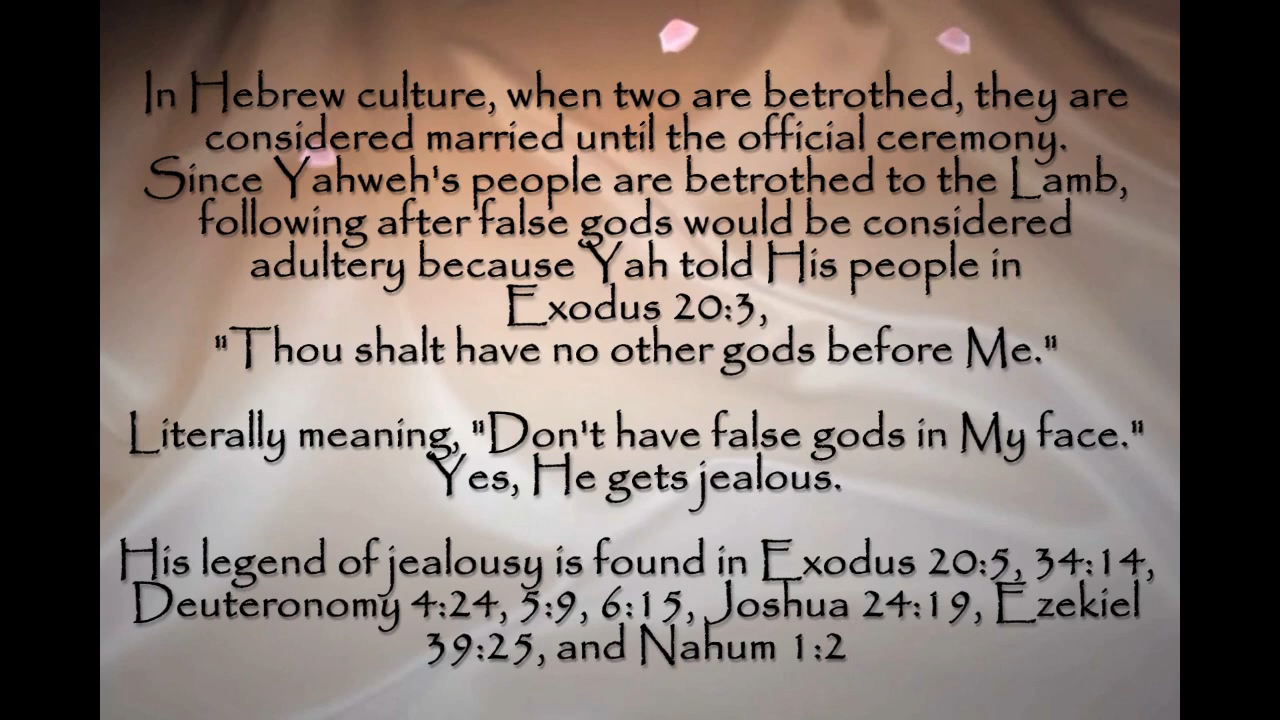 In Hebrew culture, when two are betrothed, they are
considered married until the official ceremony.
Since Yahweh's people are betrothed to the Lamb,
following after false gods would be considered
adultery because Yah told His people in
Exodus 20:3,
"Thou shalt have no other gods before Me."
Literally meaning, "Don't have false gods in My face."
Yes, He gets jealous.
His legend of jealousy is found in Exodus 20:5, 34:14,
Deuteronomy 4:24, 5:9, 6:15, Joshua 24:19, Ezekiel
39:25, and Nahum 1:2